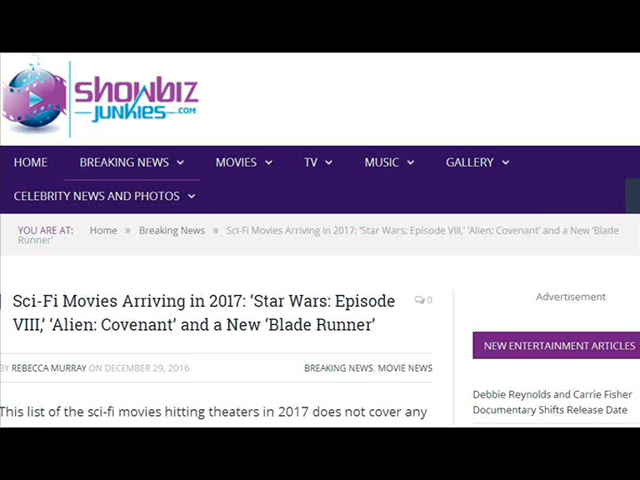 showbiz
JUNKIES.COM
HOME BREAKING NEWS MOVIES TV MUSIC GALLERY
CELEBRITY NEWS AND PHOTOS
YOU ARE AT: Home » Breaking News » Sci-Fi Movies Arriving In 2017: ‘Star Wars: Episode VIII,’ ‘Alien: Covenant’ and a New ‘Blade
Runner’
Sci-Fi Movies Arriving in 2017: ‘Star Wars: Episode
VIII,’ ‘Alien: Covenant’ and a New ‘Blade Runner’
0
BY REBECCA MURRAY ON DECEMBER 29, 2016 BREAKING NEWS, MOVIE NEWS
This list of the sci-fi movies hitting theaters in 2017 does not cover any
Advertisement
NEW ENTERTAINMENT ARTICLES
Debbie Reynolds and Carrie Fisher
Documentary Shifts Release Date